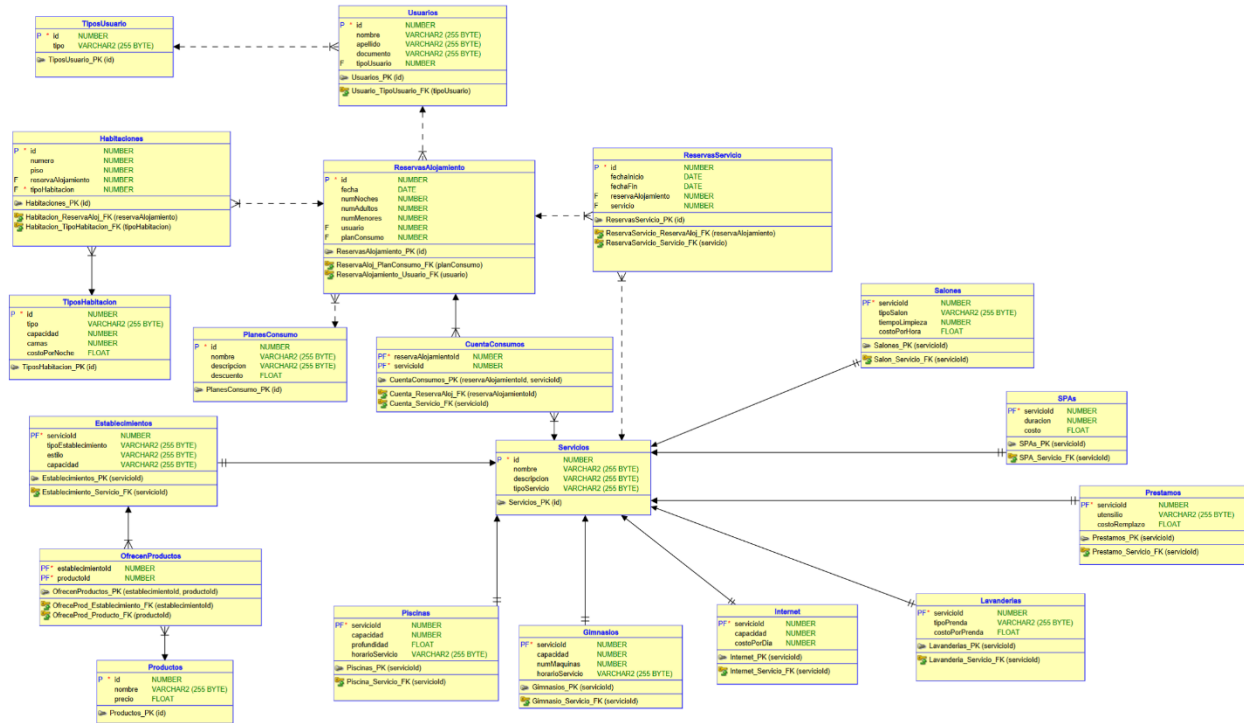 TiposUsuario
P * id NUMBER
tipo VARCHAR2 (255 BYTE)
TiposUsuario_PK (id)
Usuarios
P * id NUMBER
nombre VARCHAR2 (255 BYTE)
apellido VARCHAR2 (255 BYTE)
documento VARCHAR2 (255 BYTE)
F tipoUsuario NUMBER
Usuarios_PK (id)
Usuario_TipoUsuario_FK (tipoUsuario)
Habitaciones
P * id NUMBER
numero NUMBER
piso NUMBER
F reservaAlojamiento NUMBER
F * tipoHabitacion NUMBER
Habitaciones_PK (id)
Habitacion_ReservaAloj_FK (reservaAlojamiento)
Habitacion_TipoHabitacion_FK (tipoHabitacion)
ReservasAlojamiento
P * id NUMBER
fecha DATE
numNoches NUMBER
numAdultos NUMBER
numMenores NUMBER
F usuario NUMBER
F planConsumo NUMBER
ReservasAlojamiento_PK (id)
ReservaAloj_PlanConsumo_FK (planConsumo)
ReservaAlojamiento_Usuario_FK (usuario)
ReservasServicio
P * id NUMBER
fechaInicio DATE
fechaFin DATE
F reservaAlojamiento NUMBER
F servicio NUMBER
ReservasServicio_PK (id)
ReservaServicio_ReservaAloj_FK (reservaAlojamiento)
ReservaServicio_Servicio_FK (servicio)
TiposHabitacion
P * id NUMBER
tipo VARCHAR2 (255 BYTE)
capacidad NUMBER
camas NUMBER
costoPorNoche FLOAT
TiposHabitacion_PK (id)
PlanesConsumo
P * id NUMBER
nombre VARCHAR2 (255 BYTE)
descripcion VARCHAR2 (255 BYTE)
descuento FLOAT
PlanesConsumo_PK (id)
CuentaConsumos
PF * reservaAlojamientoId NUMBER
PF * servicioId NUMBER
CuentaConsumos_PK (reservaAlojamientoId, servicioId)
Cuenta_ReservaAloj_FK (reservaAlojamientoId)
Cuenta_Servicio_FK (servicioId)
Salones
PF * servicioId NUMBER
tipoSalon VARCHAR2 (255 BYTE)
tiempoLimpieza NUMBER
costoPorHora FLOAT
Salones_PK (servicioId)
Salon_Servicio_FK (servicioId)
SPAs
PF * servicioId NUMBER
duracion NUMBER
costo FLOAT
SPAs_PK (servicioId)
SPA_Servicio_FK (servicioId)
Establecimientos
PF * servicioId NUMBER
tipoEstablecimiento VARCHAR2 (255 BYTE)
estilo VARCHAR2 (255 BYTE)
capacidad VARCHAR2 (255 BYTE)
Establecimientos_PK (servicioId)
Establecimiento_Servicio_FK (servicioId)
Servicios
P * id NUMBER
nombre VARCHAR2 (255 BYTE)
descripcion VARCHAR2 (255 BYTE)
tipoServicio VARCHAR2 (255 BYTE)
Servicios_PK (id)
Prestamos
PF * servicioId NUMBER
utensilio VARCHAR2 (255 BYTE)
costoRemplazo FLOAT
Prestamos_PK (servicioId)
Prestamo_Servicio_FK (servicioId)
OfrecenProductos
PF * establecimientoId NUMBER
PF * productoId NUMBER
OfrecenProductos_PK (establecimientoId, productoId)
OfreceProd_Establecimiento_FK (establecimientoId)
OfreceProd_Producto_FK (productoId)
Productos
P * id NUMBER
nombre VARCHAR2 (255 BYTE)
precio FLOAT
Productos_PK (id)
Piscinas
PF * servicioId NUMBER
capacidad NUMBER
profundidad FLOAT
horarioServicio VARCHAR2 (255 BYTE)
Piscinas_PK (servicioId)
Piscina_Servicio_FK (servicioId)
Gimnasios
PF * servicioId NUMBER
capacidad NUMBER
numMaquinas NUMBER
horarioServicio VARCHAR2 (255 BYTE)
Gimnasios_PK (servicioId)
Gimnasio_Servicio_FK (servicioId)
Internet
PF * servicioId NUMBER
capacidad NUMBER
costoPorDia NUMBER
Internet_PK (servicioId)
Internet_Servicio_FK (servicioId)
Lavanderias
PF * servicioId NUMBER
tipoPrenda VARCHAR2 (255 BYTE)
costoPorPrenda FLOAT
Lavanderias_PK (servicioId)
Lavanderia_Servicio_FK (servicioId)